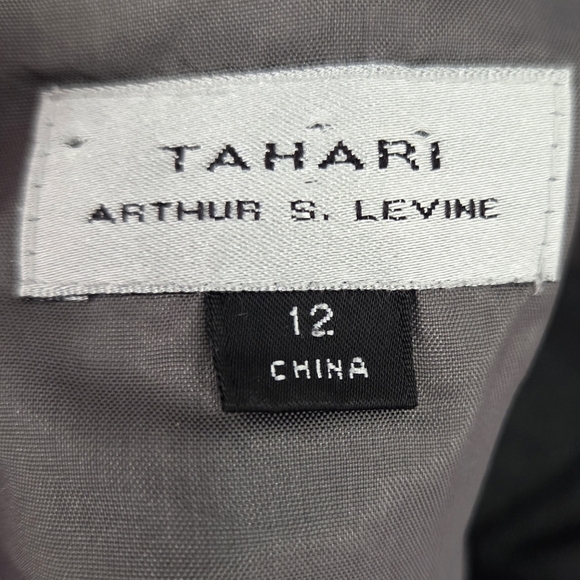 TAHARI
ARTHUR S. LEVINE
12
CHINA